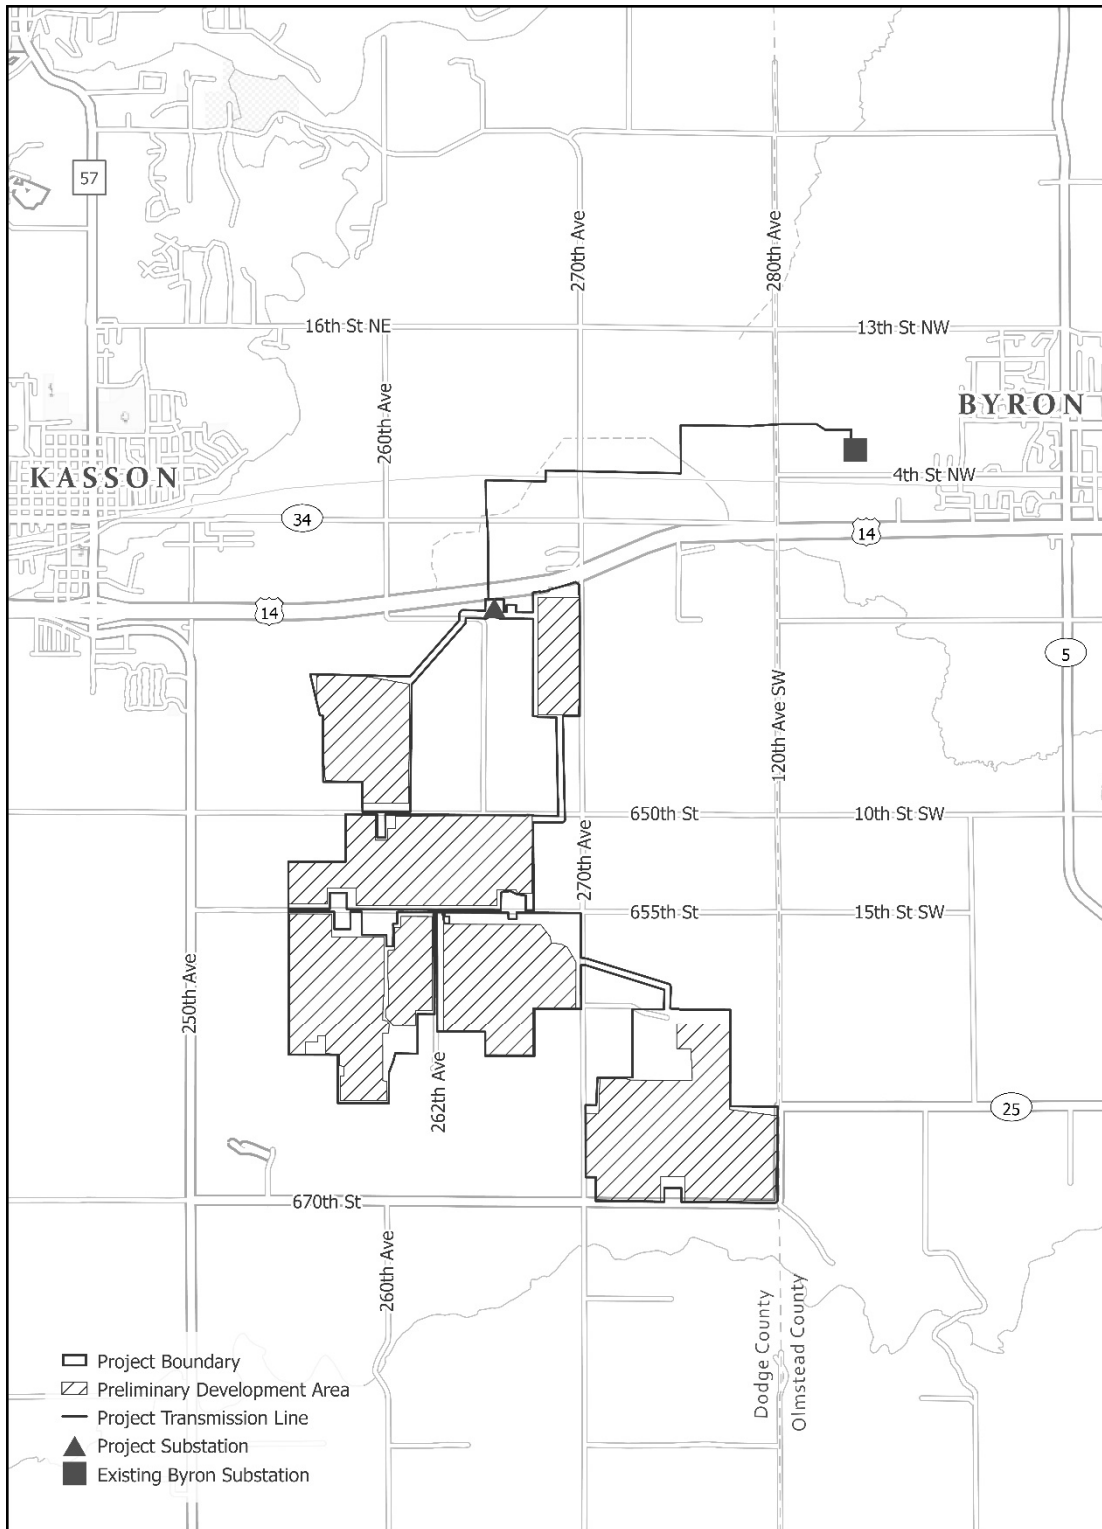 57
270th Ave
280th Ave
16th St NE
13th St NW
260th Ave
BYRON
KASSON
4th St NW
34
14
14
5
120th Ave SW
650th St
10th St SW
270th Ave
655th St
15th St SW
250th Ave
262th Ave
25
670th St
260th Ave
Dodge County
Olmstead County
Project Boundary
Preliminary Development Area
Project Transmission Line
Project Substation
Existing Byron Substation